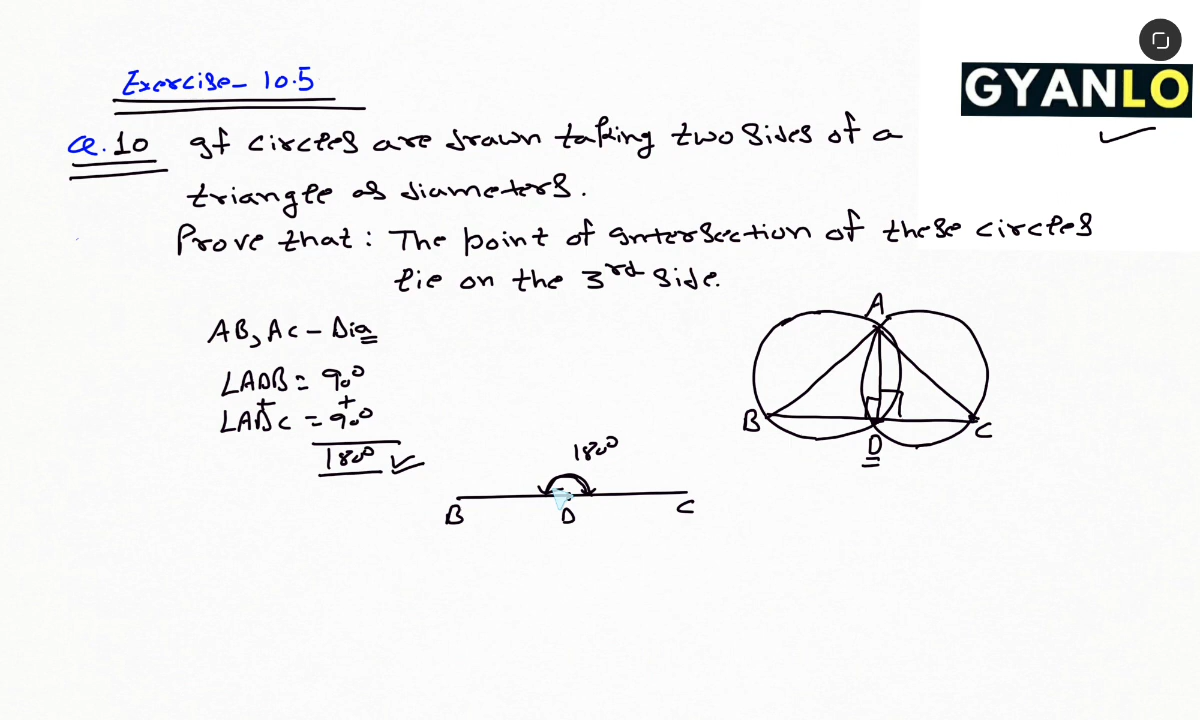 Exercise- 10.5
GYANLO
Q.10 If circles are drawn taking two sides of a
triangle as diameters.
Prove that : The point of intersection of these circles
lie on the 3rd side.
AB, AC - Dia
∠ADB = 90°
+ +
∠ADC = 90°
180°
180°
B D C
A
B C
D